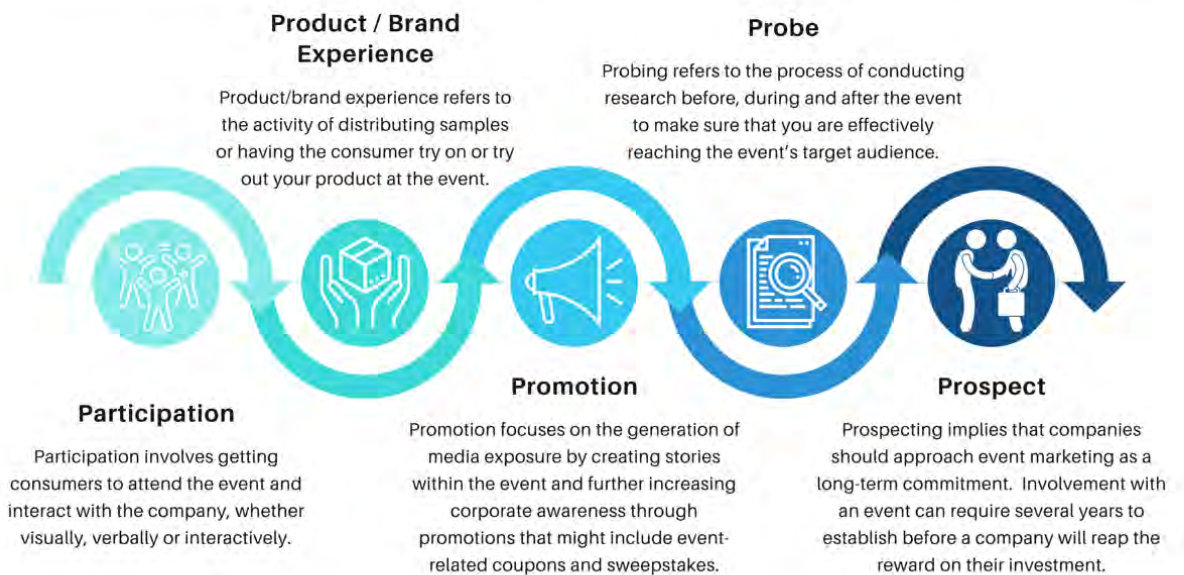 Product / Brand
Experience
Product/brand experience refers to
the activity of distributing samples
or having the consumer try on or try
out your product at the event.
Probe
Probing refers to the process of conducting
research before, during and after the event
to make sure that you are effectively
reaching the event's target audience.
Participation
Participation involves getting
consumers to attend the event and
interact with the company, whether
visually, verbally or interactively.
Promotion
Promotion focuses on the generation of
media exposure by creating stories
within the event and further increasing
corporate awareness through
promotions that might include event-
related coupons and sweepstakes.
Prospect
Prospecting implies that companies
should approach event marketing as a
long-term commitment.  Involvement with
an event can require several years to
establish before a company will reap the
reward on their investment.